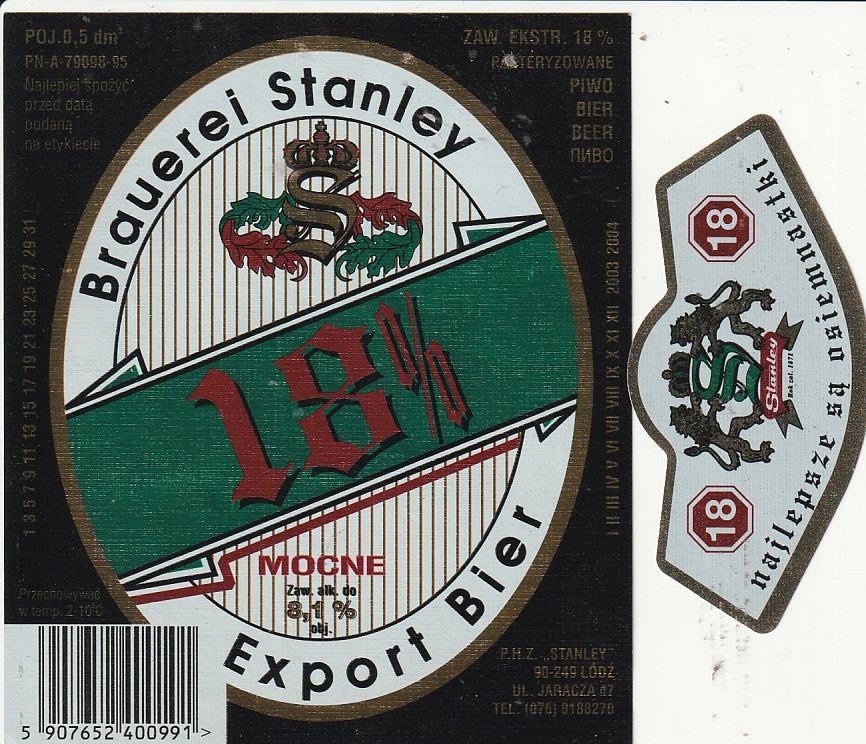 POJ.0,5 dm³
PN-A-79098-95
Najlepiej spożyć
przed datą
podaną
na etykiecie
ZAW. EKSTR. 18 %
PASTERYZOWANE
PIWO
BIER
BEER
ПИВО
Brauerei Stanley
S
18%
MOCNE
Zaw. alk. do
8,1 %
obj.
Export Bier
1 3 5 7 9 11 13 15 17 19 21 23 25 27 29 31
I II III IV V VI VII VIII IX X XI XII 2003 2004
Przechowywać
w temp. 2-10°C
5 907652 400991 >
P.H.Z. „STANLEY"
90-249 ŁÓDŹ
UL. JARACZA 47
TEL. (076) 8188270
18
S
Stanley
Rok zał. 1871
18
najlepsze są osiemnastki